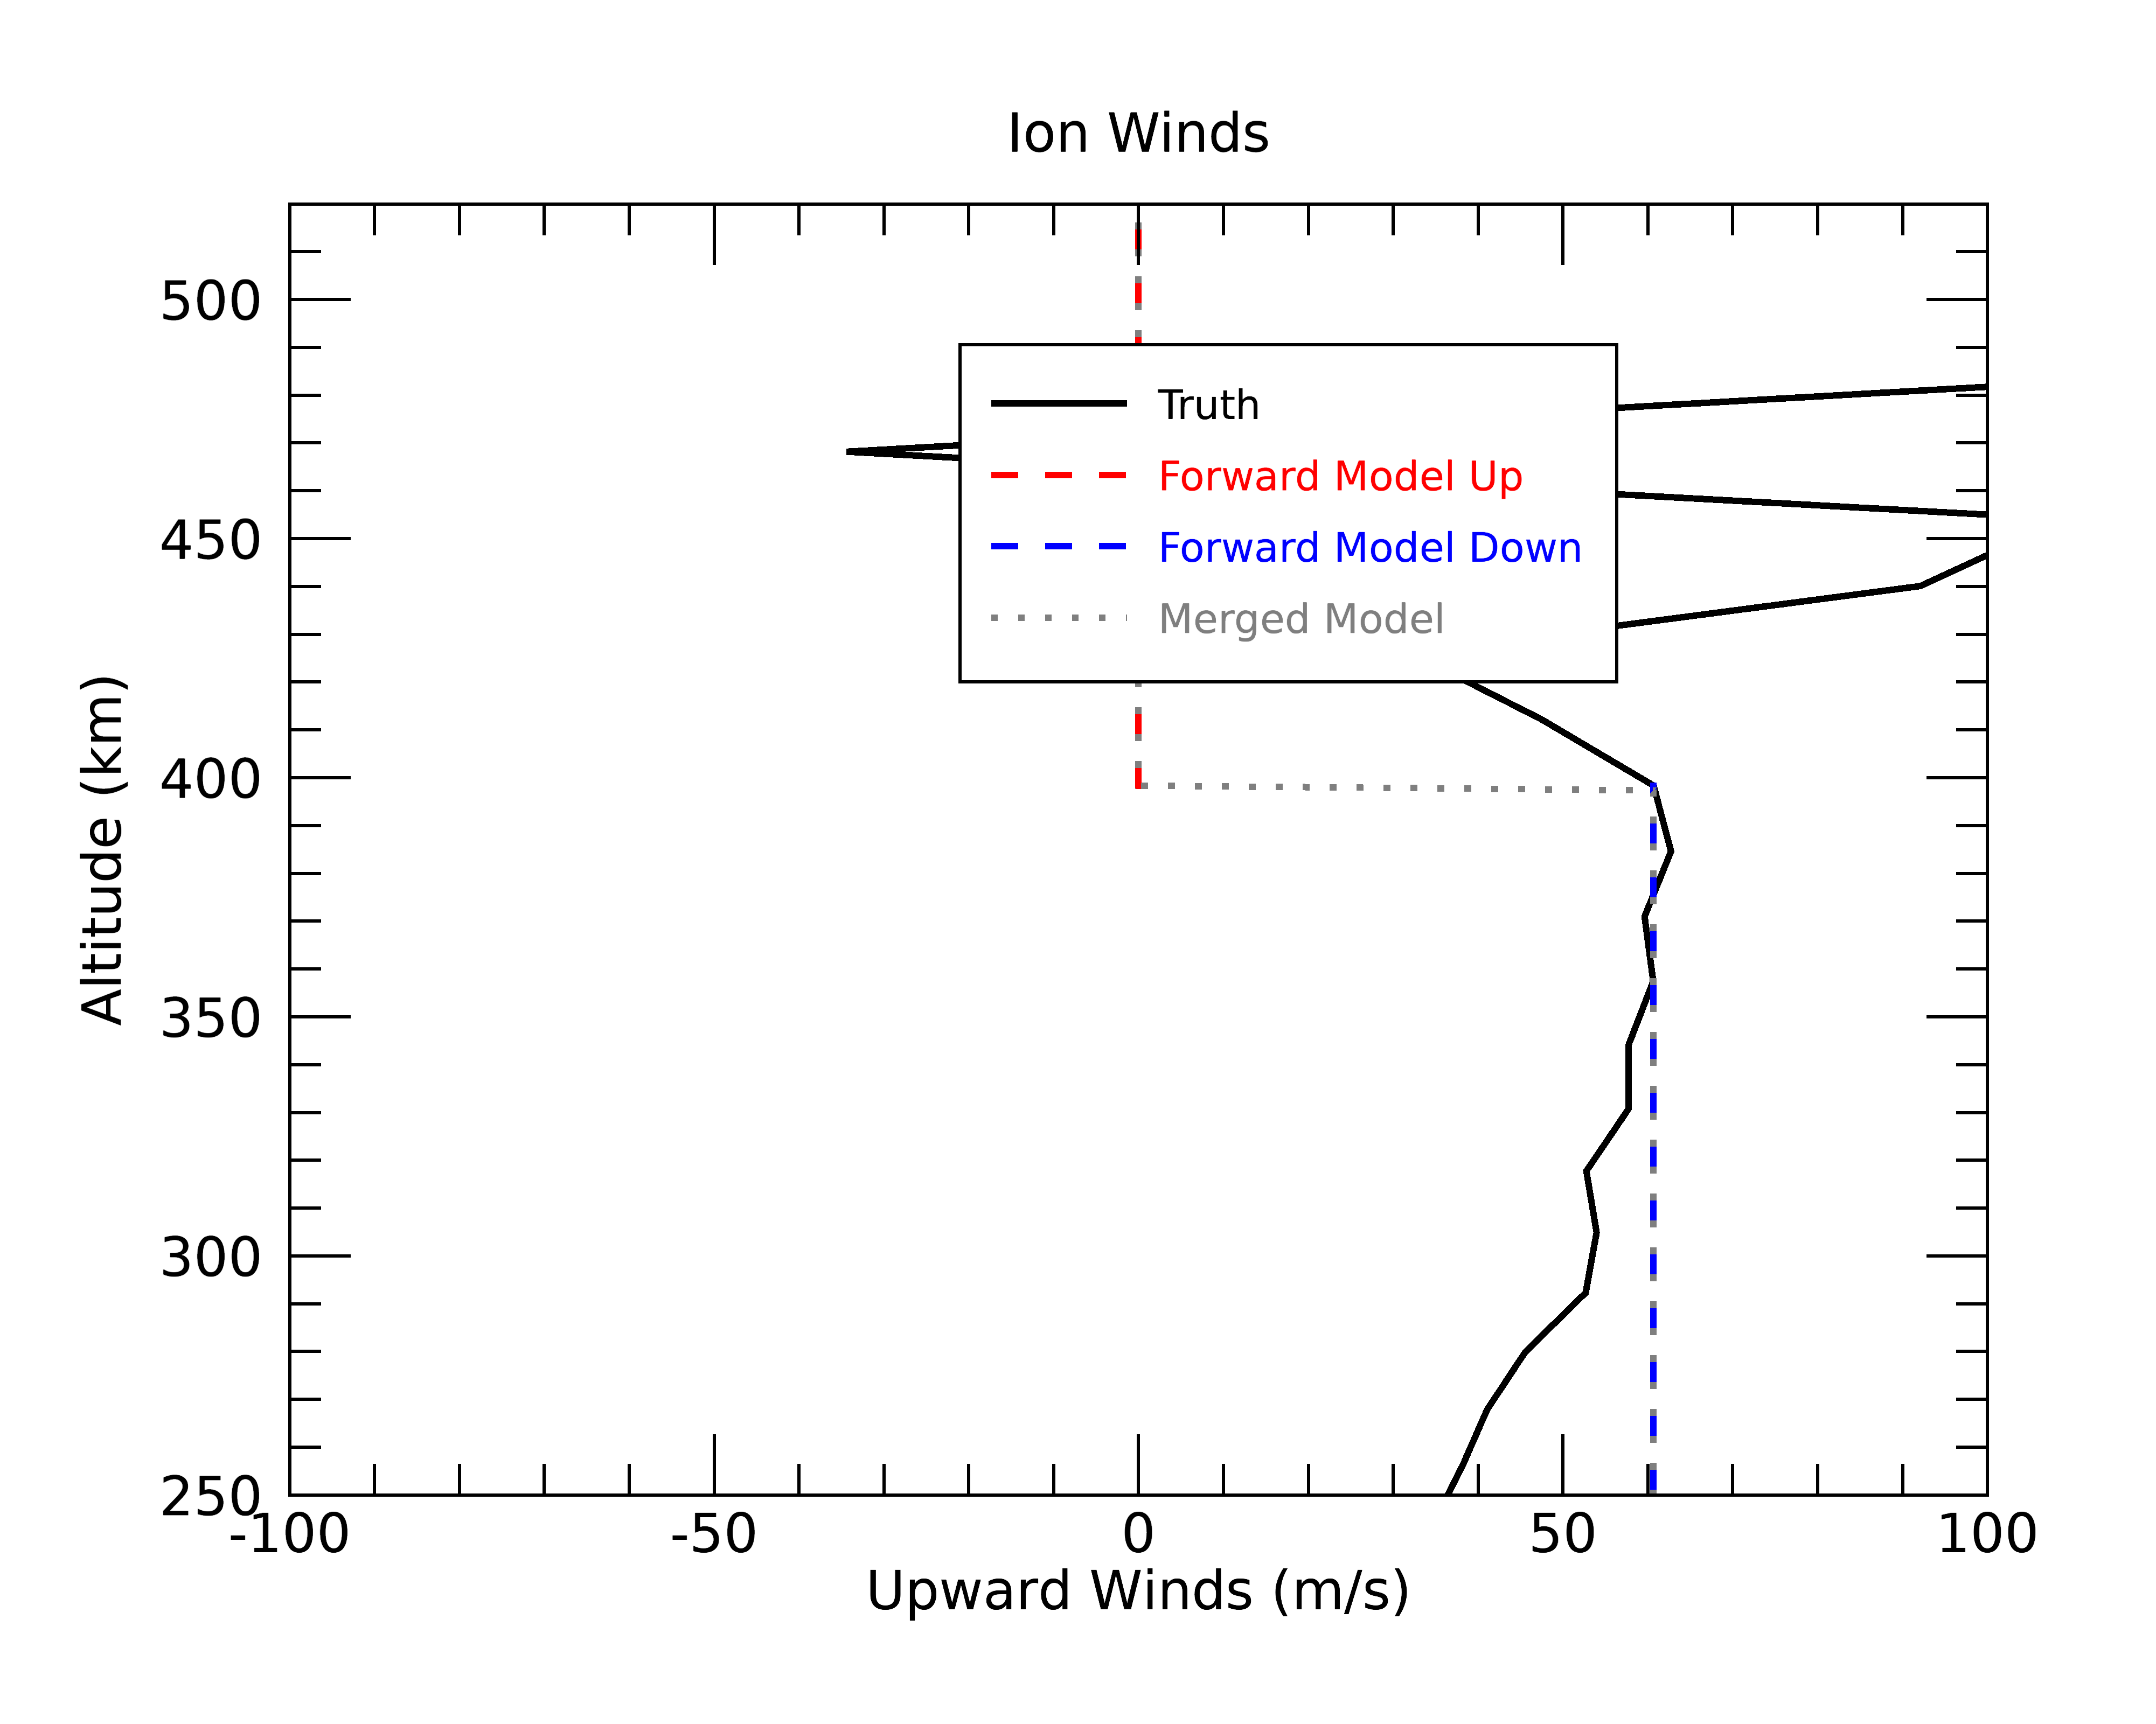 Ion Winds
500
450
400
350
300
250
Altitude (km)
Truth
Forward Model Up
Forward Model Down
Merged Model
-100 -50 0 50 100
Upward Winds (m/s)